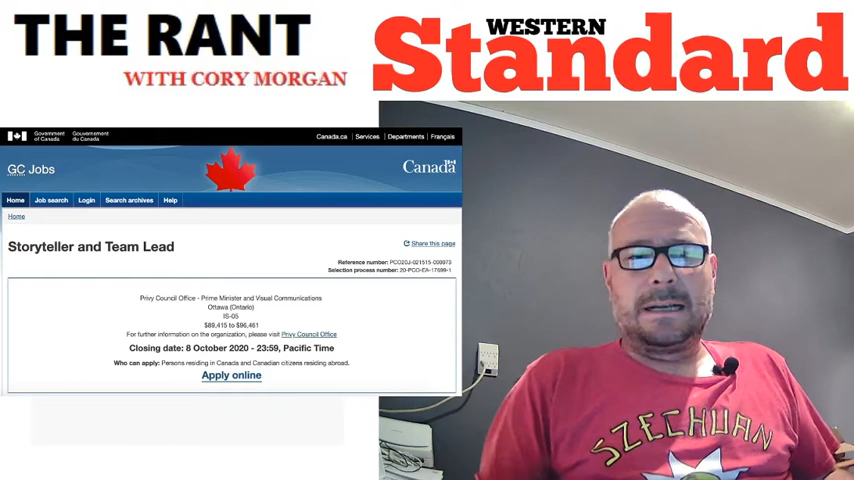 THE RANT
WITH CORY MORGAN
WESTERN
Standard
Government of Canada
Gouvernement du Canada
Canada.ca | Services | Departments | Français
GC Jobs
Canada
Home
Job search
Login
Search archives
Help
Home
Storyteller and Team Lead
Share this page
Reference number: PCO20J-021515-000073
Selection process number: 20-PCO-EA-17699-1
Privy Council Office - Prime Minister and Visual Communications
Ottawa (Ontario)
IS-05
$89,415 to $96,461
For further information on the organization, please visit Privy Council Office
Closing date: 8 October 2020 - 23:59, Pacific Time
Who can apply: Persons residing in Canada and Canadian citizens residing abroad.
Apply online
SZECHUAN